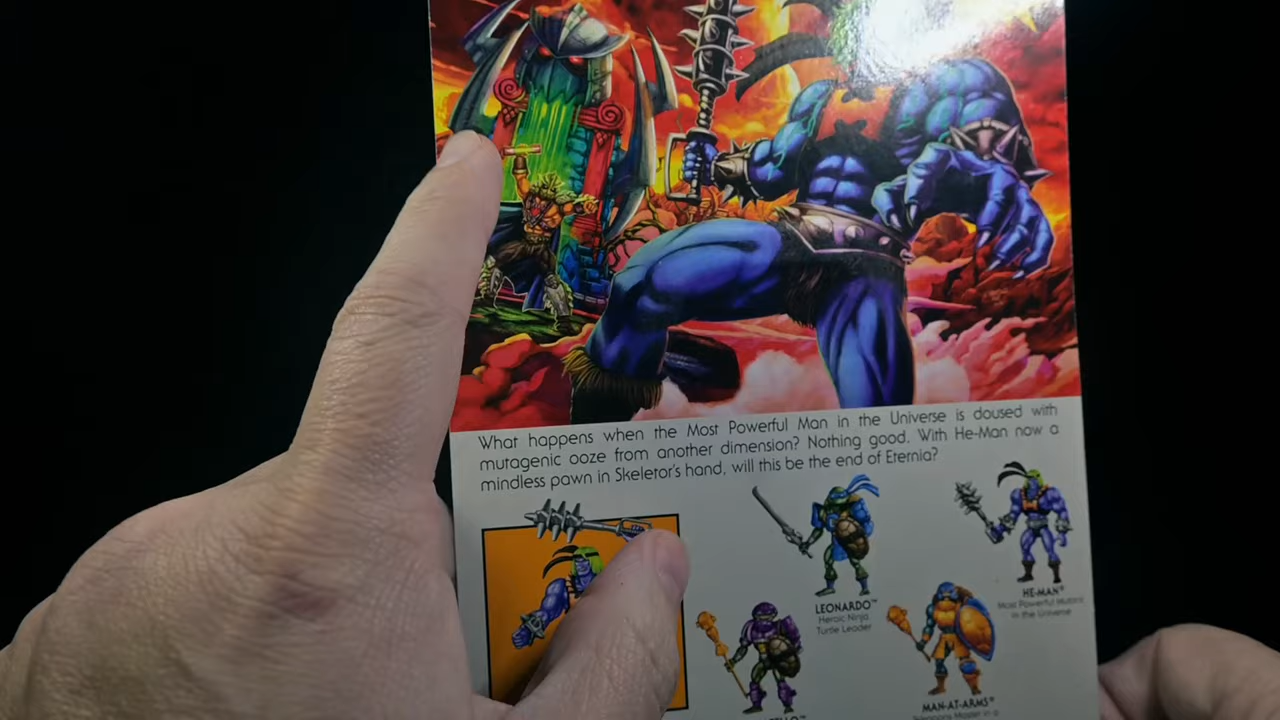 What happens when the Most Powerful Man in the Universe is doused with
mutagenic ooze from another dimension? Nothing good. With He-Man now a
mindless pawn in Skeletor's hand, will this be the end of Eternia?
LEONARDO™
Heroic Ninja
Turtle Leader
HE-MAN®
Most Powerful Mutant
in the Universe
MAN-AT-ARMS®